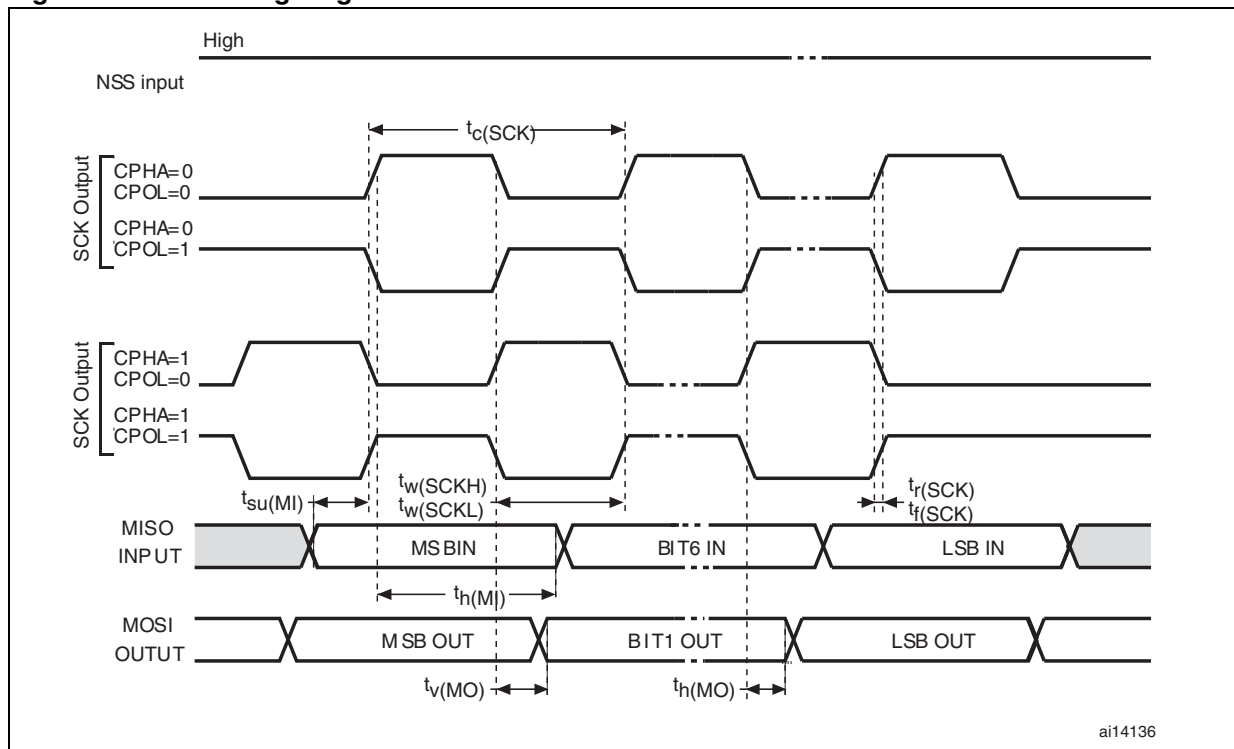 High
NSS input
tc(SCK)
SCK Output
CPHA=0
CPOL=0
CPHA=0
CPOL=1
SCK Output
CPHA=1
CPOL=0
CPHA=1
CPOL=1
tsu(MI)
tw(SCKH)
tw(SCKL)
tr(SCK)
tf(SCK)
MISO
INPUT
MSBIN
BIT6 IN
LSB IN
th(MI)
MOSI
OUTUT
MSB OUT
BIT1 OUT
LSB OUT
tv(MO)
th(MO)
ai14136